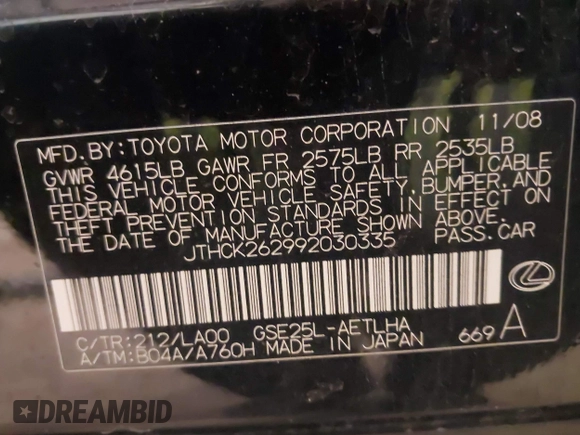 MFD. BY: TOYOTA MOTOR CORPORATION 11/08
GVWR 4615LB GAWR FR 2575LB RR 2535LB
THIS VEHICLE CONFORMS TO ALL APPLICABLE
FEDERAL MOTOR VEHICLE SAFETY, BUMPER, AND
THEFT PREVENTION STANDARDS IN EFFECT ON
THE DATE OF MANUFACTURE SHOWN ABOVE.
JTHCK262992030335 PASS. CAR
C/TR: 212/LA00 GSE25L-AETLHA
A/TM: B04A/A760H MADE IN JAPAN 669 A
DREAMBID